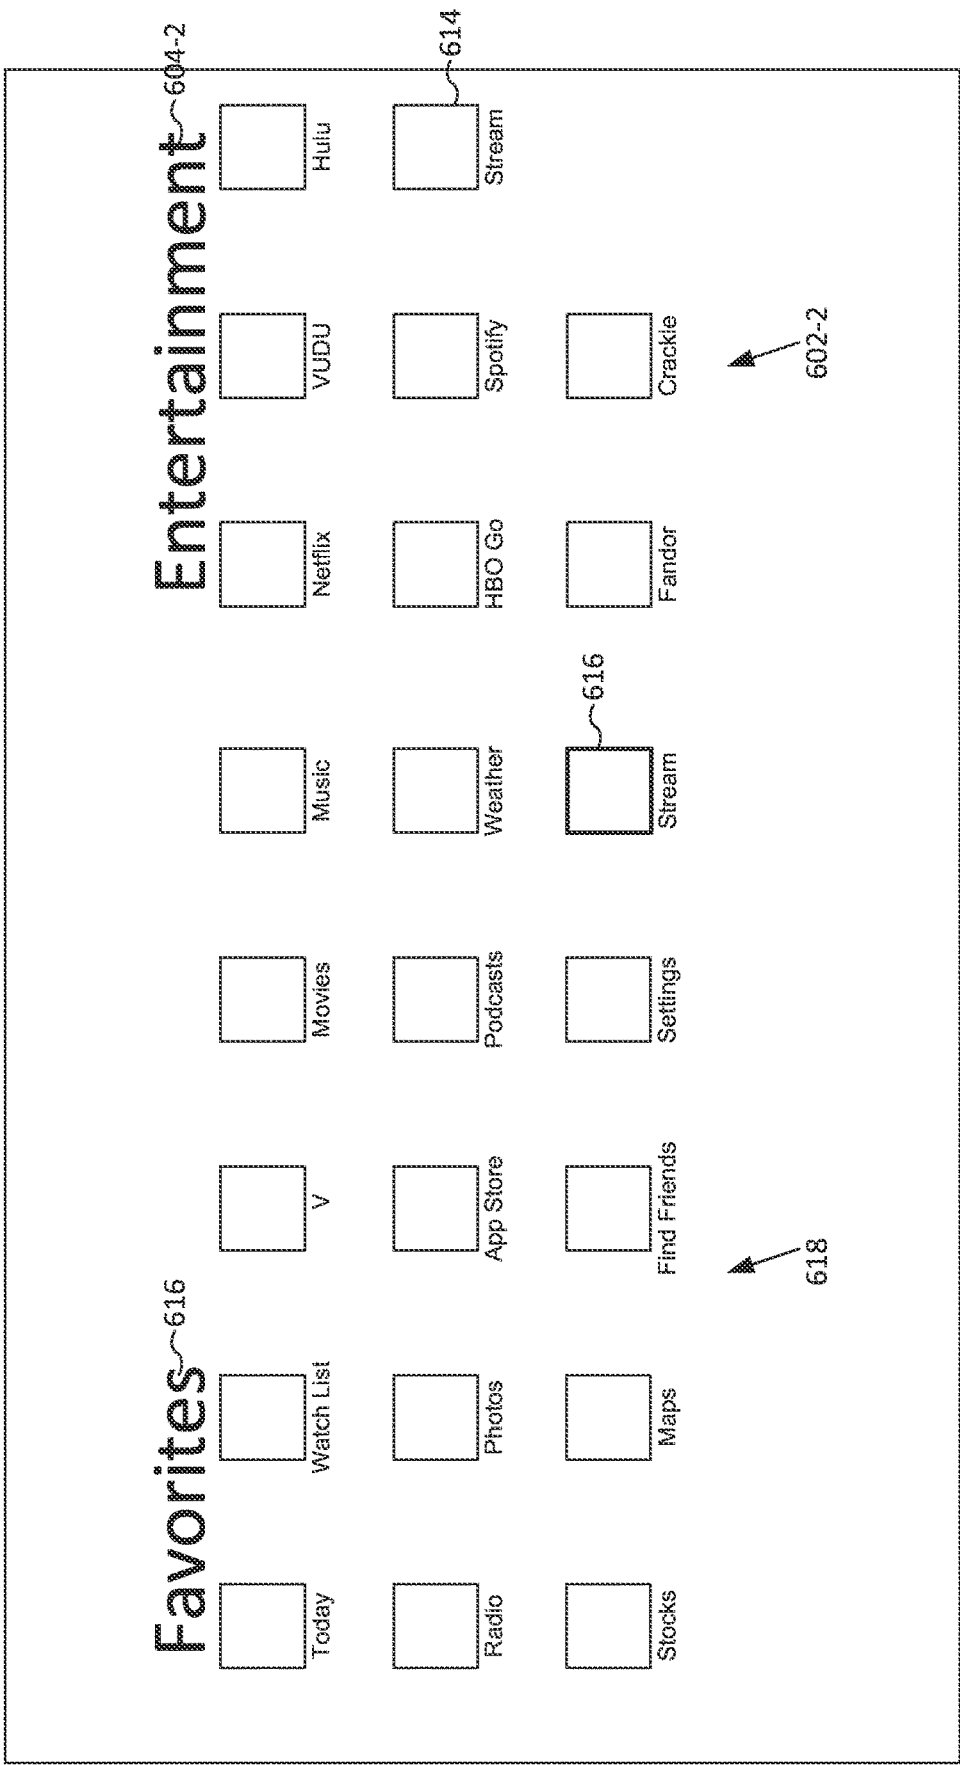 Favorites 616
Entertainment 604-2
Today Watch List V Movies Music Netflix VUDU Hulu
614
Radio Photos App Store Podcasts Weather HBO Go Spotify Stream
616
Stocks Maps Find Friends Settings Stream Fandor Crackle
618 602-2